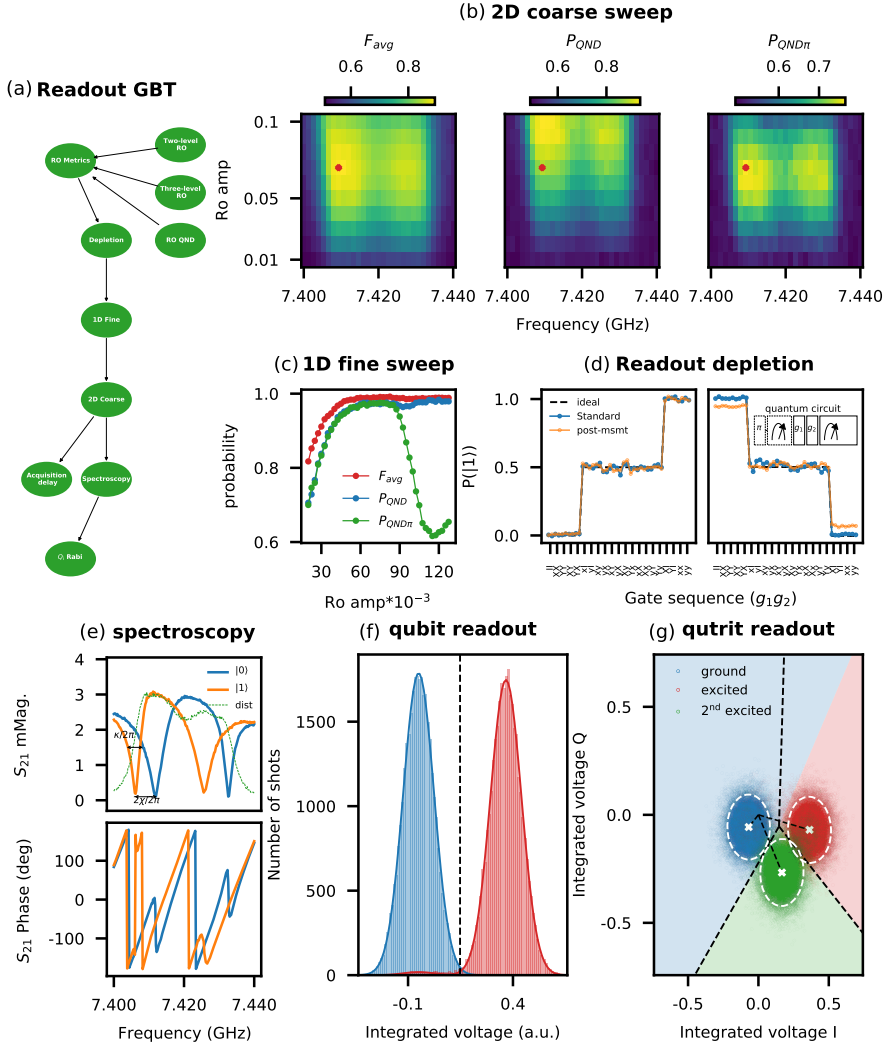 (a) Readout GBT
Two-level RO
RO Metrics
Three-level RO
Depletion
RO QND
1D Fine
2D Coarse
Acquisition delay
Spectroscopy
Q, Rabi
(b) 2D coarse sweep
F_avg
P_QND
P_QNDπ
0.6 0.8
0.6 0.8
0.6 0.7
Ro amp
0.1
0.05
0.01
7.400 7.420 7.440
7.400 7.420 7.440
7.400 7.420 7.440
Frequency (GHz)
(c) 1D fine sweep
probability
1.0
0.8
0.6
F_avg
P_QND
P_QNDπ
30 60 90 120
Ro amp*10⁻³
(d) Readout depletion
P(|1⟩)
1.0
0.5
0.0
ideal
Standard
post-msmt
quantum circuit
π g₁ g₂
Gate sequence (g₁g₂)
(e) spectroscopy
S₂₁ mMag.
4
3
2
1
0
|0⟩
|1⟩
dist
κ/2π
2χ/2π
S₂₁ Phase (deg)
100
0
-100
7.400 7.420 7.440
Frequency (GHz)
(f) qubit readout
Number of shots
1500
1000
500
0
-0.1 0.4
Integrated voltage (a.u.)
(g) qutrit readout
Integrated voltage Q
ground
excited
2ⁿᵈ excited
0.0
-0.5
-0.5 0.0 0.5
Integrated voltage I